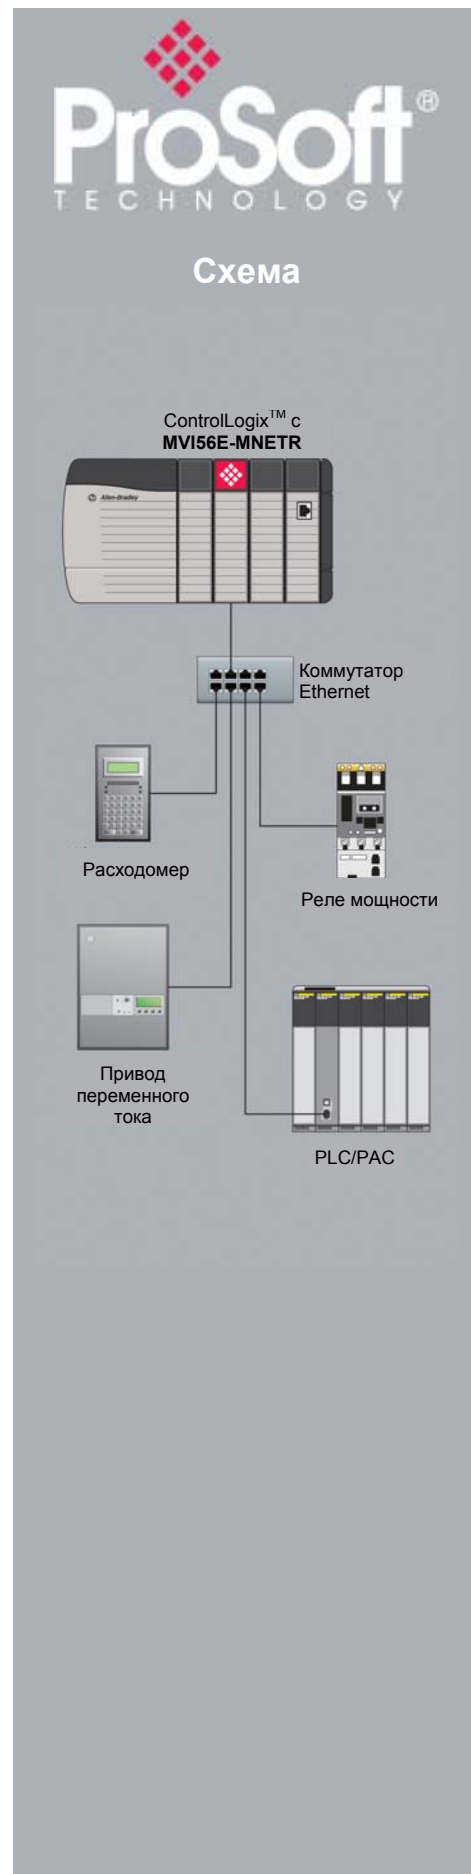 ProSoft®
TECHNOLOGY
Схема
ControlLogix™ с
MVI56E-MNETR
Allen-Bradley
Коммутатор
Ethernet
Расходомер
Реле мощности
Привод
переменного
тока
PLC/PAC